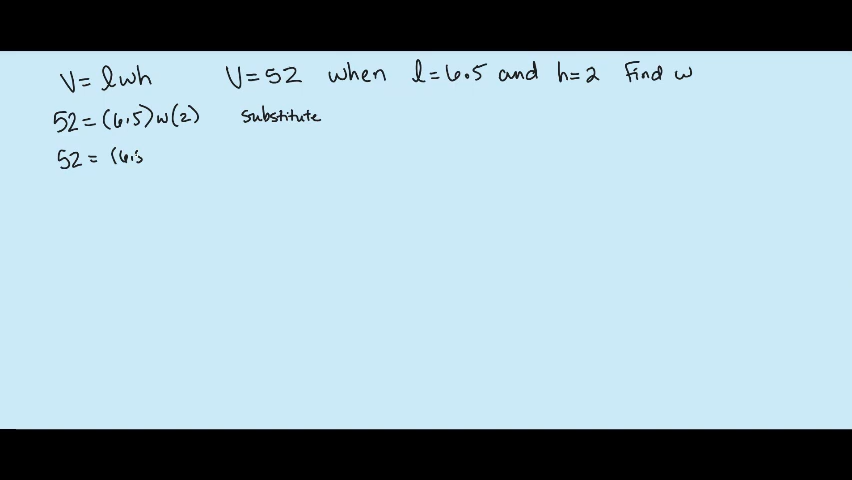 V = lwh V = 52 when l = 6.5 and h = 2 Find w
52 = (6.5)w(2) substitute
52 = (6.5